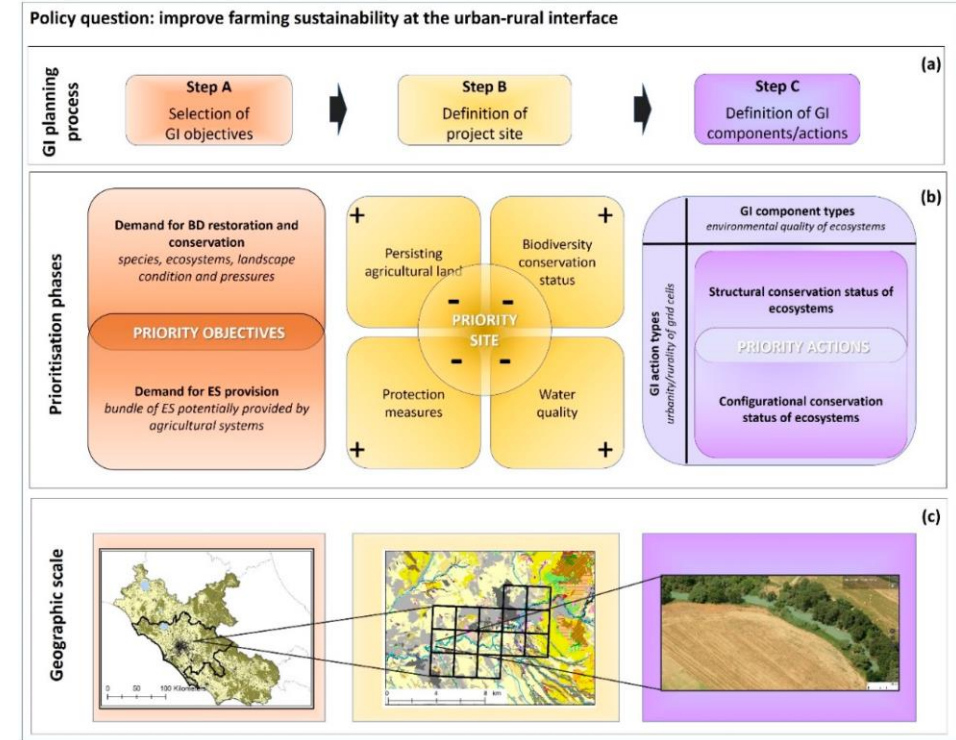 Policy question: improve farming sustainability at the urban-rural interface
(a)
GI planning
process
Step A
Selection of
GI objectives
Step B
Definition of
project site
Step C
Definition of GI
components/actions
(b)
Prioritisation phases
Demand for BD restoration and
conservation
species, ecosystems, landscape
condition and pressures
PRIORITY OBJECTIVES
Demand for ES provision
bundle of ES potentially provided by
agricultural systems
+
+
Persisting
agricultural land
Biodiversity
conservation
status
- -
PRIORITY
SITE
- -
Protection
measures
Water
quality
+
+
GI component types
environmental quality of ecosystems
GI action types
urbanity/rurality of grid cells
Structural conservation status of
ecosystems
PRIORITY ACTIONS
Configurational conservation
status of ecosystems
(c)
Geographic scale
0 50 100 Kilometers
0 4 8 km